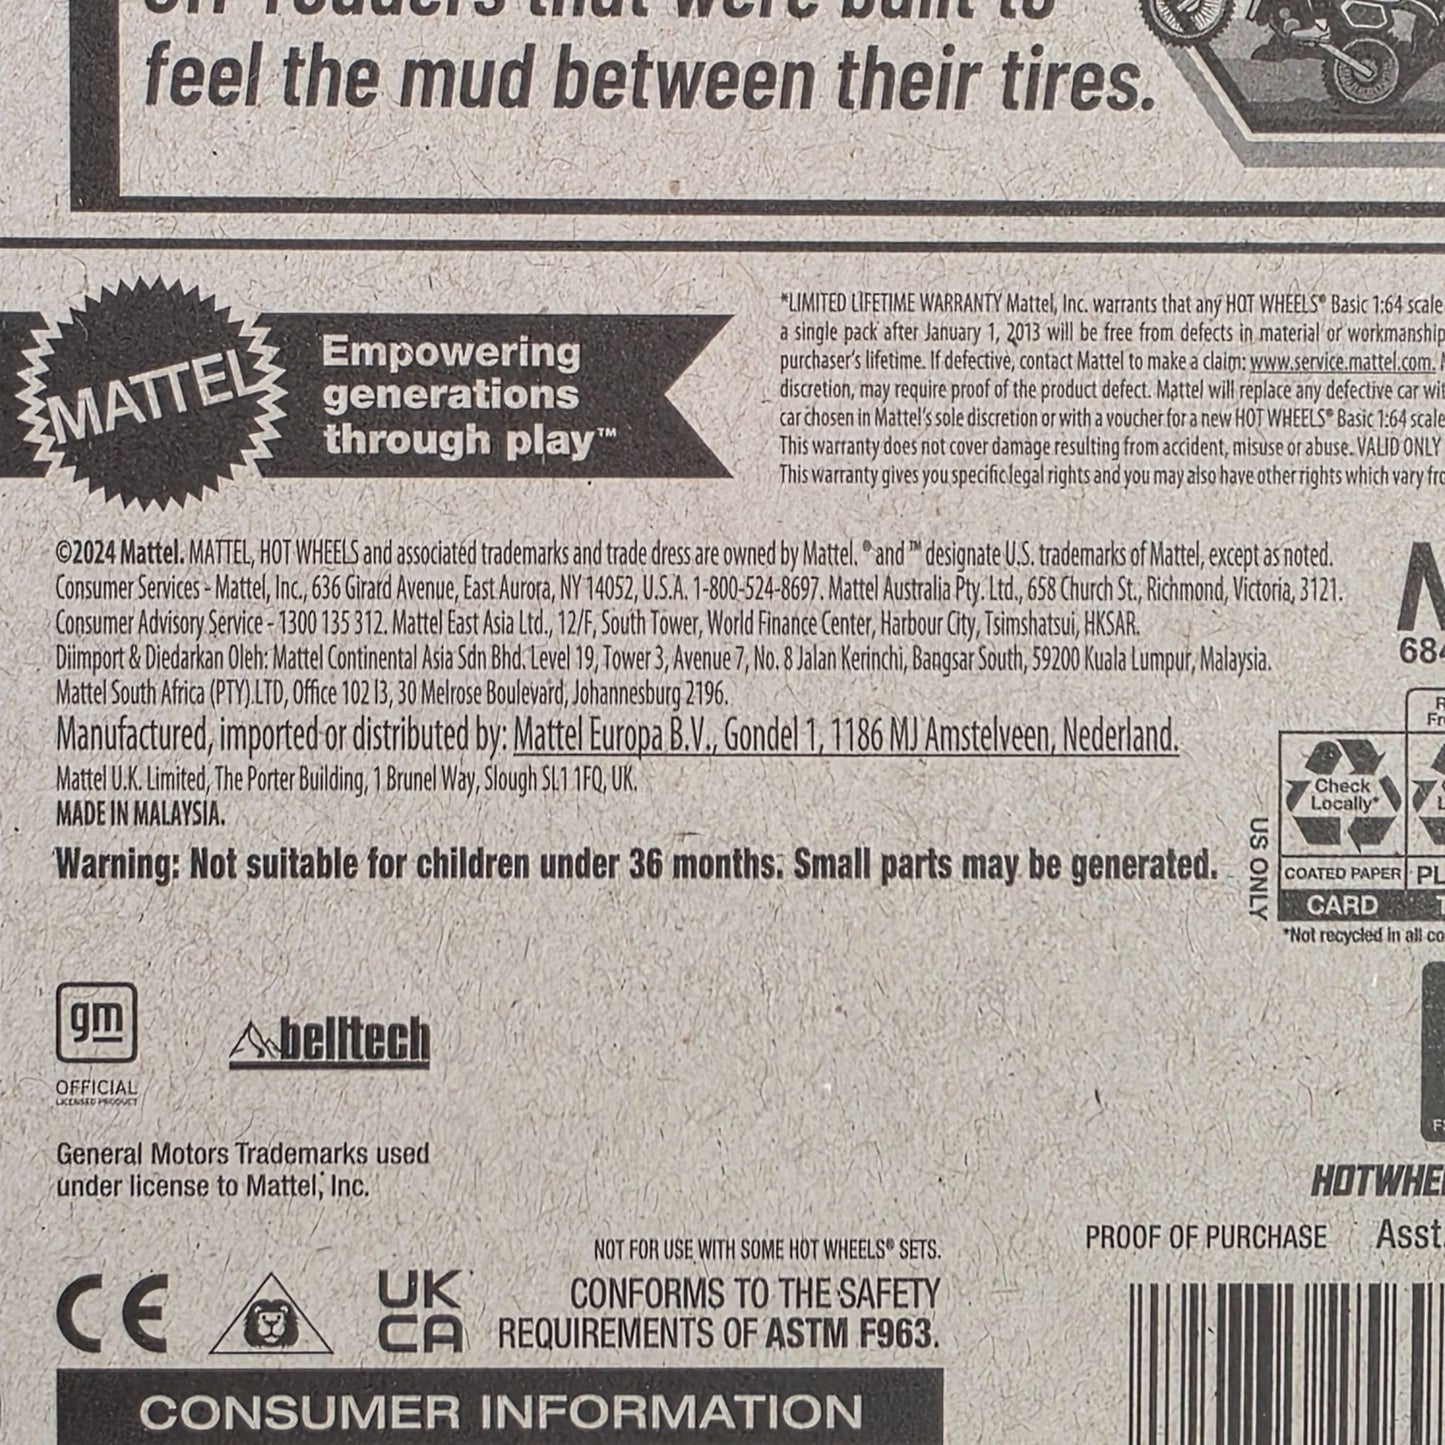 off-roaders that were built to
feel the mud between their tires.
MATTEL
Empowering
generations
through play™
*LIMITED LIFETIME WARRANTY Mattel, Inc. warrants that any HOT WHEELS® Basic 1:64 scale
a single pack after January 1, 2013 will be free from defects in material or workmanship
purchaser's lifetime. If defective, contact Mattel to make a claim: www.service.mattel.com.
discretion, may require proof of the product defect. Mattel will replace any defective car
car chosen in Mattel's sole discretion or with a voucher for a new HOT WHEELS® Basic 1:64 scale
This warranty does not cover damage resulting from accident, misuse or abuse. VALID ONLY
This warranty gives you specific legal rights and you may also have other rights which vary
©2024 Mattel. MATTEL, HOT WHEELS and associated trademarks and trade dress are owned by Mattel. ® and ™ designate U.S. trademarks of Mattel, except as noted.
Consumer Services - Mattel, Inc., 636 Girard Avenue, East Aurora, NY 14052, U.S.A. 1-800-524-8697. Mattel Australia Pty. Ltd., 658 Church St., Richmond, Victoria, 3121.
Consumer Advisory Service - 1300 135 312. Mattel East Asia Ltd., 12/F, South Tower, World Finance Center, Harbour City, Tsimshatsui, HKSAR.
Diimport & Diedarkan Oleh: Mattel Continental Asia Sdn Bhd. Level 19, Tower 3, Avenue 7, No. 8 Jalan Kerinchi, Bangsar South, 59200 Kuala Lumpur, Malaysia.
Mattel South Africa (PTY).LTD, Office 102 I3, 30 Melrose Boulevard, Johannesburg 2196.
Manufactured, imported or distributed by: Mattel Europa B.V., Gondel 1, 1186 MJ Amstelveen, Nederland.
Mattel U.K. Limited, The Porter Building, 1 Brunel Way, Slough SL1 1FQ, UK.
MADE IN MALAYSIA.
Warning: Not suitable for children under 36 months. Small parts may be generated.
US ONLY
Check
Locally*
COATED PAPER
CARD
*Not recycled in all
gm
OFFICIAL
LICENSED PRODUCT
belltech
General Motors Trademarks used
under license to Mattel, Inc.
PROOF OF PURCHASE Asst.
NOT FOR USE WITH SOME HOT WHEELS® SETS.
CONFORMS TO THE SAFETY
REQUIREMENTS OF ASTM F963.
CE
UK
CA
CONSUMER INFORMATION